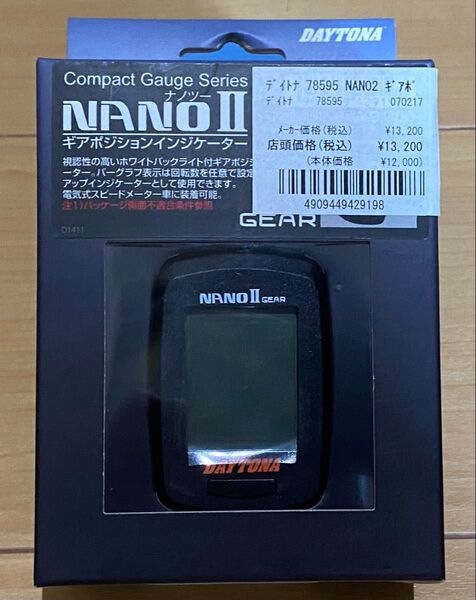 DAYTONA
Compact Gauge Series
ナノツー
NANO II
ギアポジションインジケーター
視認性の高いホワイトバックライト付ギアポジシ
ーター。バーグラフ表示は回転数を任意で設定
アップインジケーターとして使用できます。
電気式スピードメーター車に装着可能。
注1)パッケージ側面不適合条件参照
D1411
ﾃﾞｲﾄﾅ 78595 NANO2 ｷﾞｱﾎﾟ
ﾃﾞｲﾄﾅ 78595 71 070217
ﾒｰｶｰ価格(税込) ¥13,200
店頭価格(税込) ¥13,200
(本体価格 ¥12,000)
4909449429198
GEAR
NANO II GEAR
DAYTONA